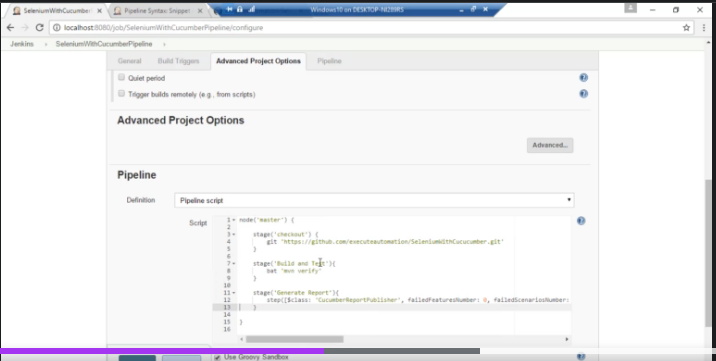 SeleniumWithCucumber
Pipeline Syntax: Snippet
Windows10 on DESKTOP-NIZ89RS
localhost:8080/job/SeleniumWithCucumberPipeline/configure
Jenkins
SeleniumWithCucumberPipeline
General
Build Triggers
Advanced Project Options
Pipeline
Quiet period
Trigger builds remotely (e.g., from scripts)
Advanced Project Options
Advanced...
Pipeline
Definition
Pipeline script
Script
1 node('master') {
2
3 stage('checkout') {
4 git 'https://github.com/executeautomation/SeleniumWithCucucumber.git'
5 }
6
7 stage('Build and Test'){
8 bat "mvn verify"
9 }
10
11 stage('Generate Report'){
12 step([$class: 'CucumberReportPublisher', failedFeaturesNumber: 0, failedScenariosNumber:
13 }
14
15 }
16
Use Groovy Sandbox